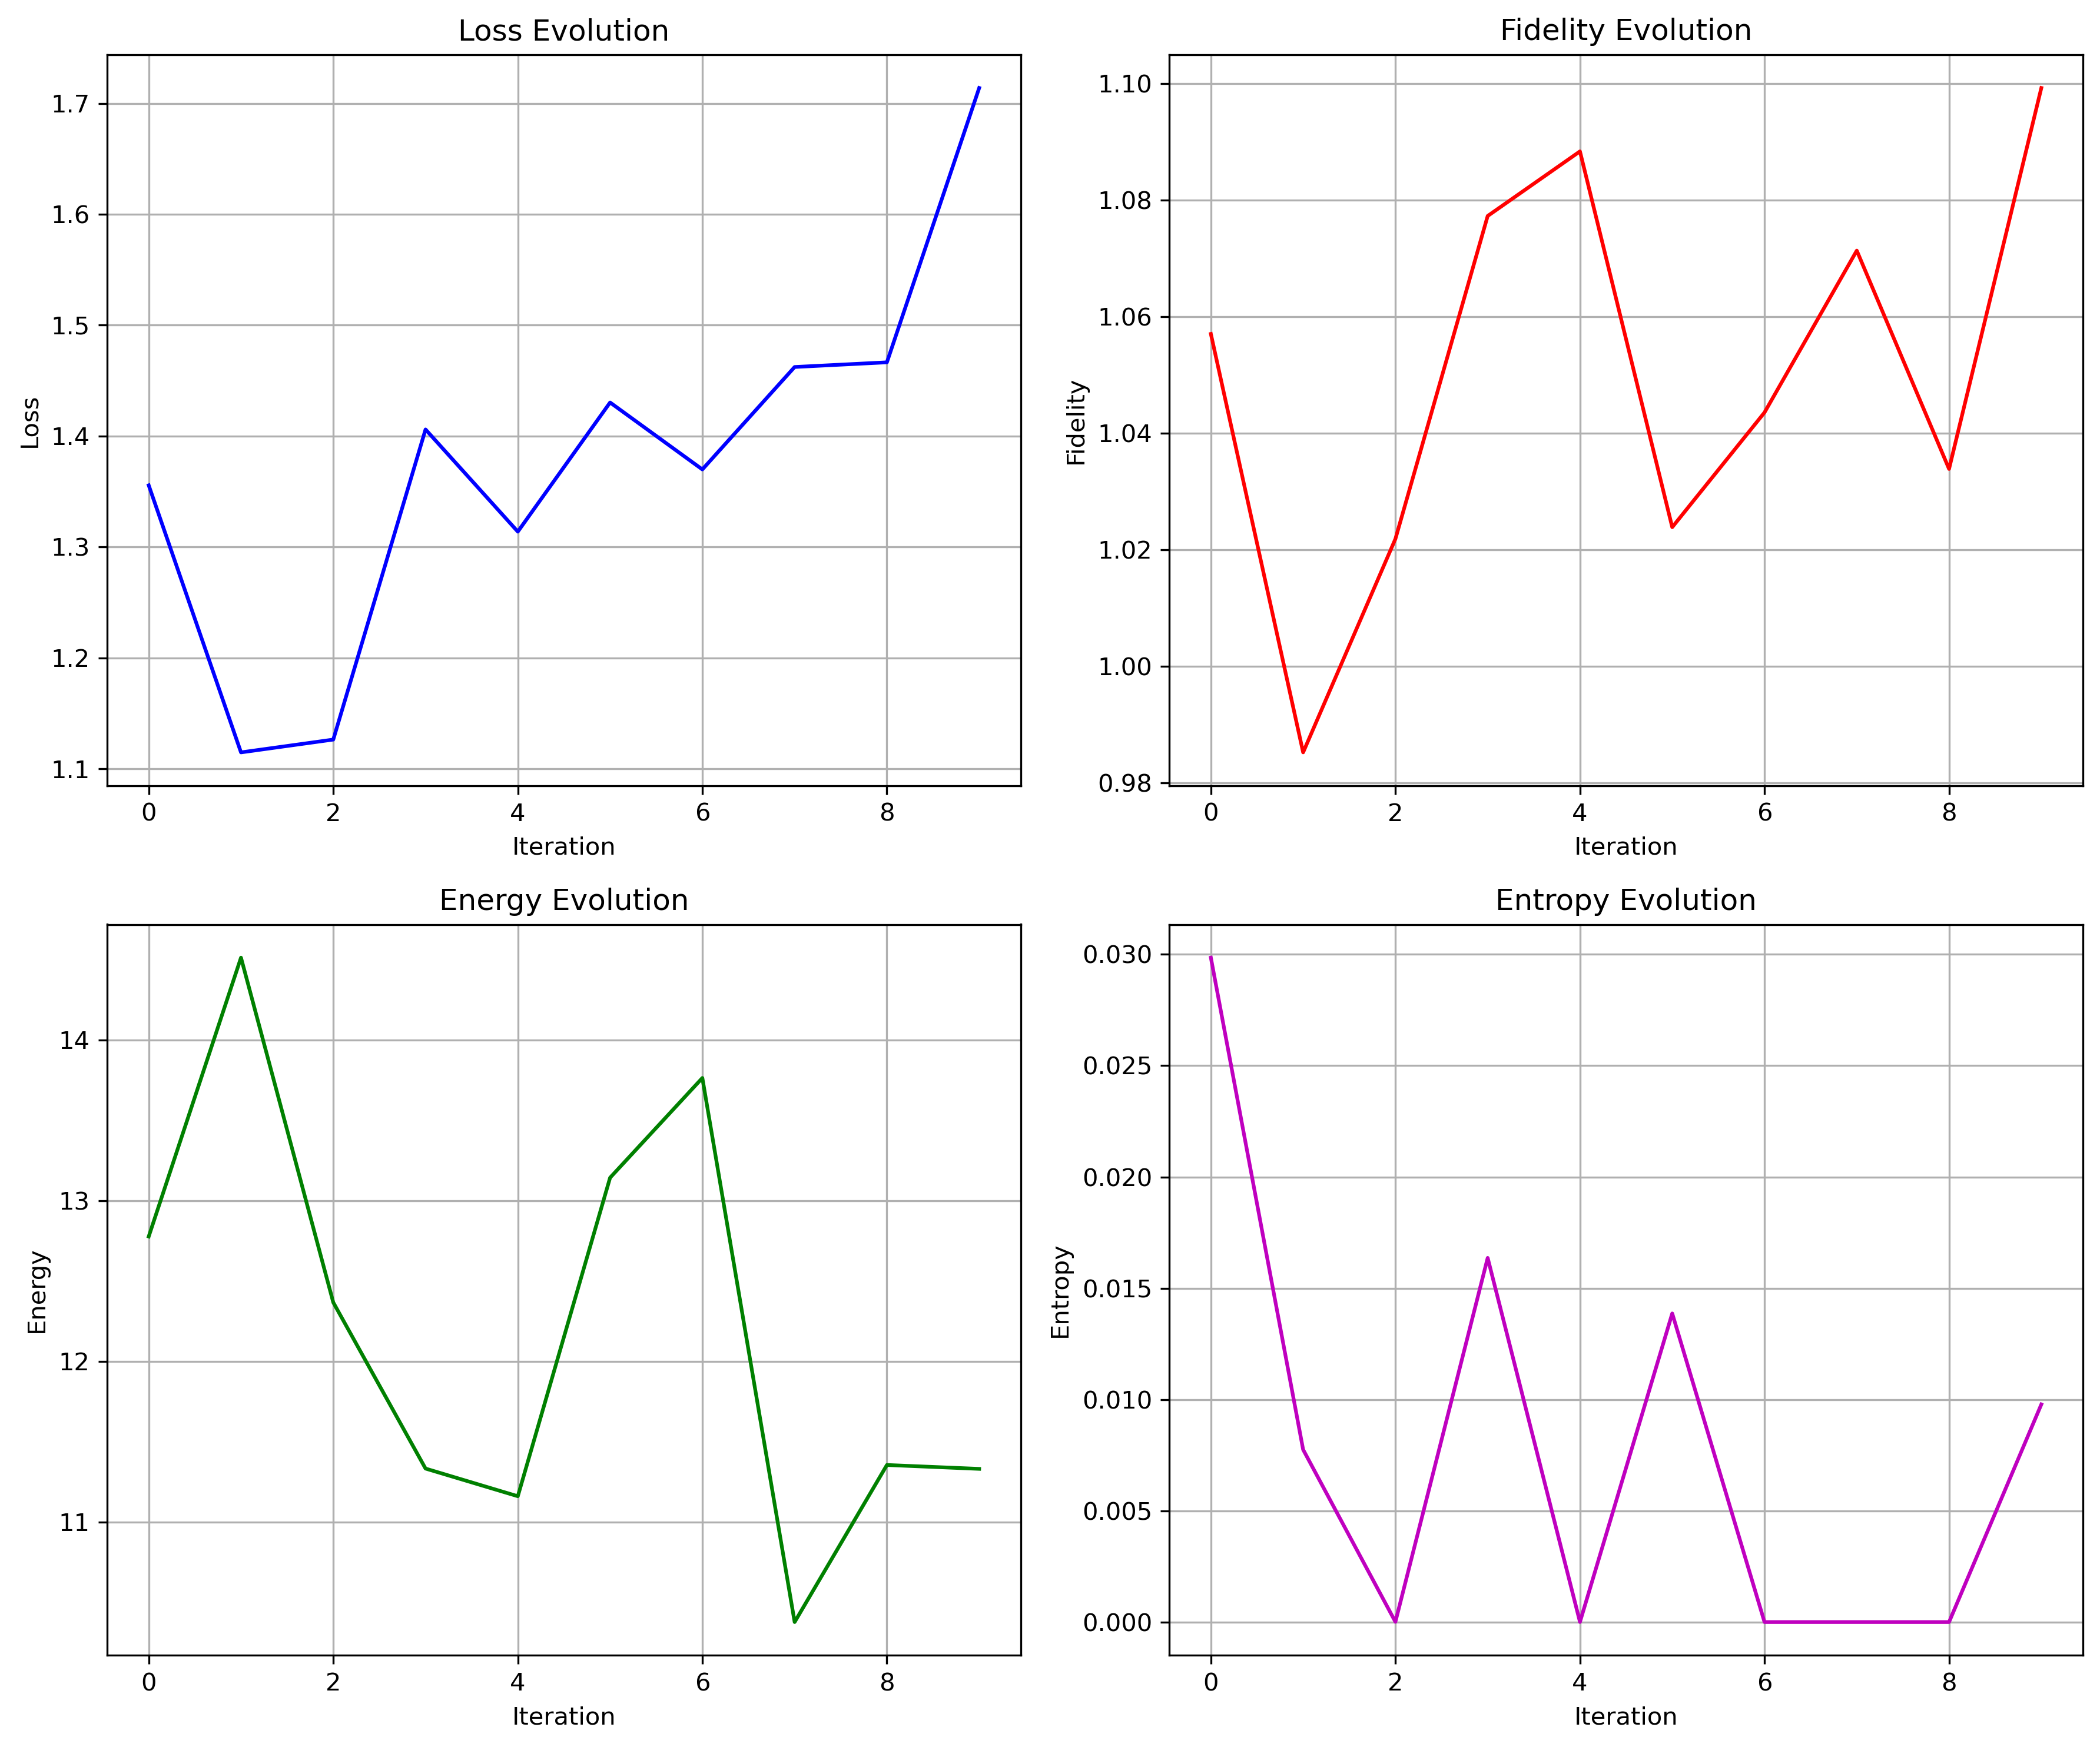 Loss Evolution
1.7
1.6
1.5
1.4
1.3
1.2
1.1
Loss
0 2 4 6 8
Iteration
Fidelity Evolution
1.10
1.08
1.06
1.04
1.02
1.00
0.98
Fidelity
0 2 4 6 8
Iteration
Energy Evolution
14
13
12
11
Energy
0 2 4 6 8
Iteration
Entropy Evolution
0.030
0.025
0.020
0.015
0.010
0.005
0.000
Entropy
0 2 4 6 8
Iteration